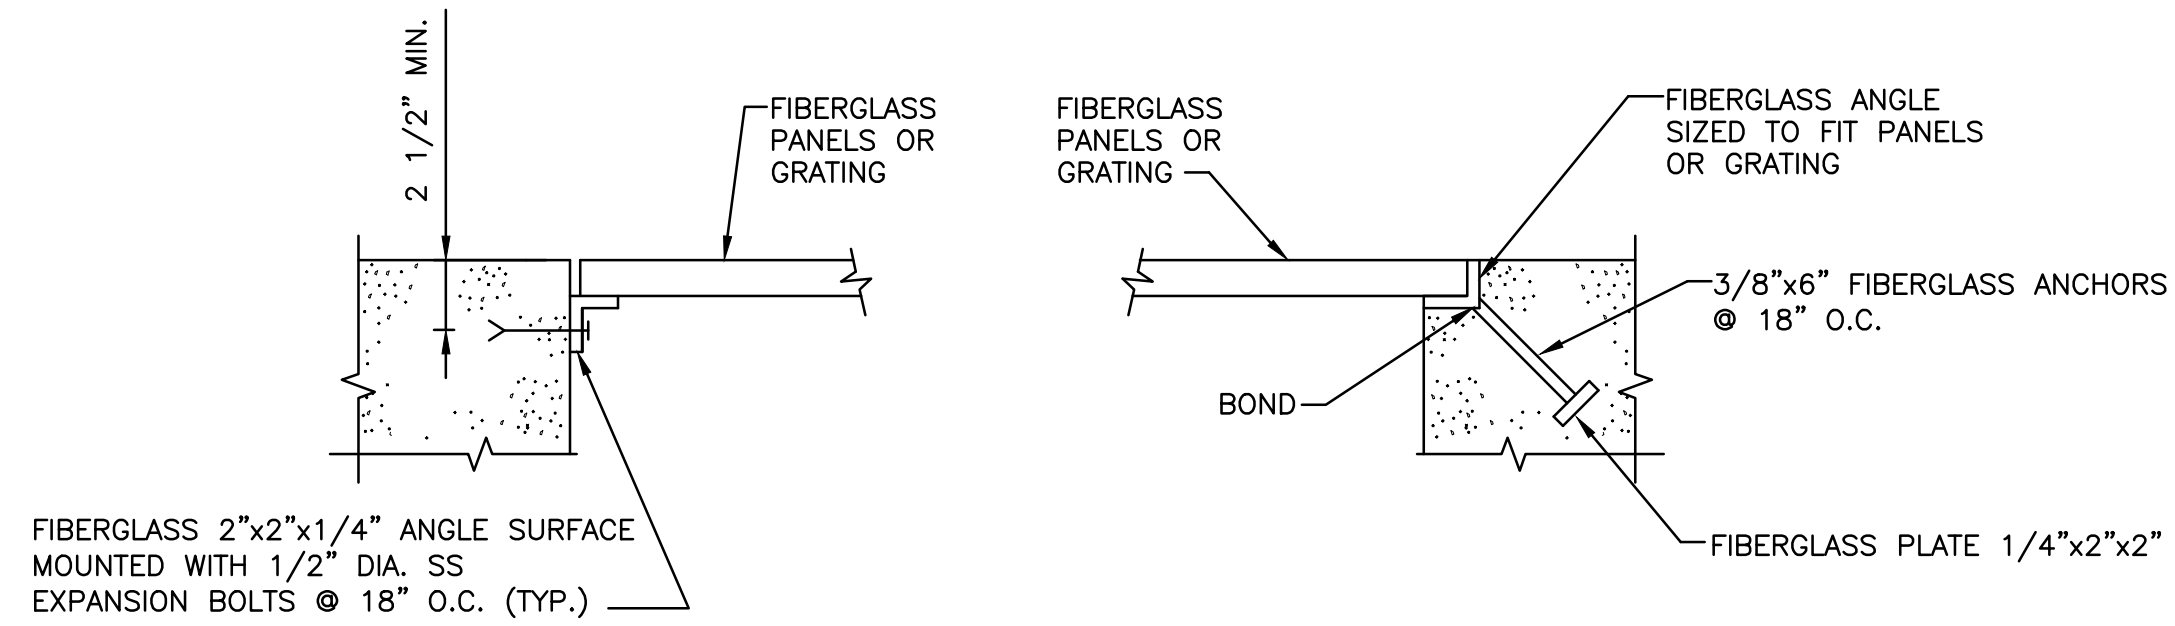 2 1/2” MIN.
FIBERGLASS
PANELS OR
GRATING
FIBERGLASS 2”x2”x1/4” ANGLE SURFACE
MOUNTED WITH 1/2” DIA. SS
EXPANSION BOLTS @ 18” O.C. (TYP.)
FIBERGLASS
PANELS OR
GRATING
FIBERGLASS ANGLE
SIZED TO FIT PANELS
OR GRATING
3/8”x6” FIBERGLASS ANCHORS
@ 18” O.C.
BOND
FIBERGLASS PLATE 1/4”x2”x2”